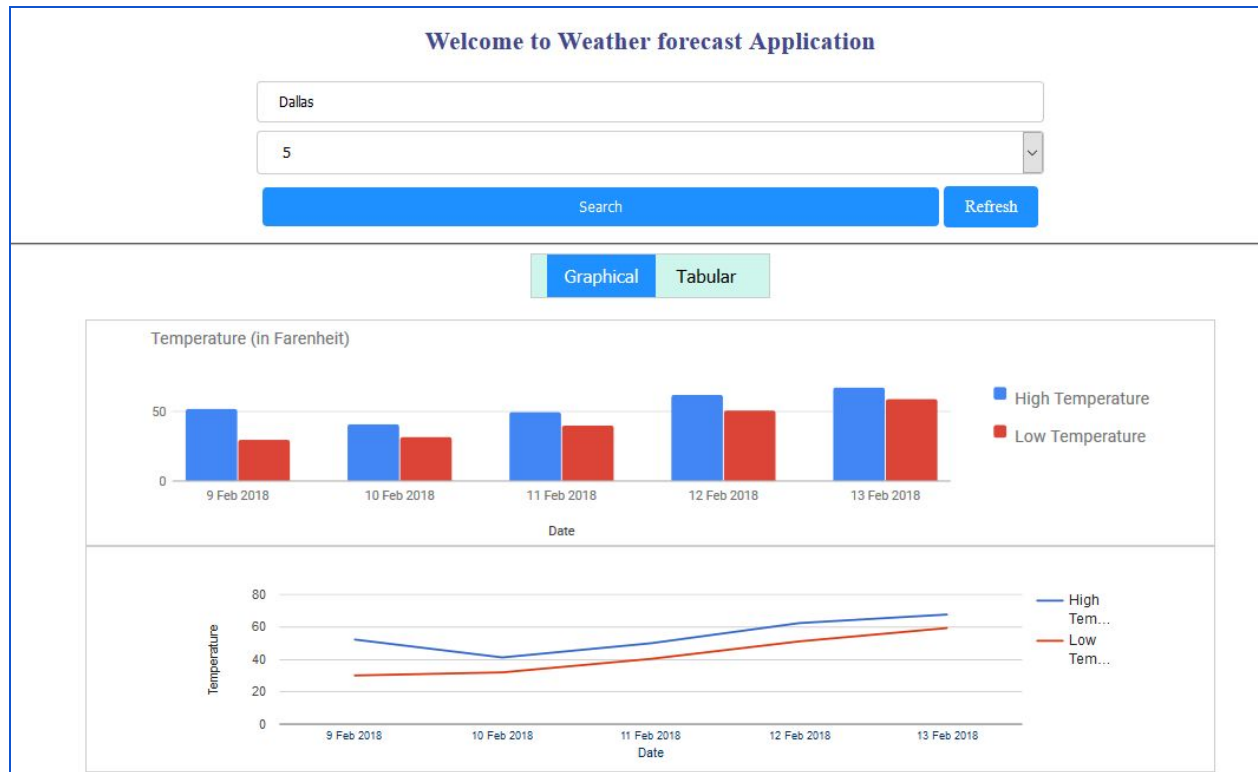 Welcome to Weather forecast Application
Dallas
5
Search
Refresh
Graphical
Tabular
Temperature (in Farenheit)
50
0
9 Feb 2018
10 Feb 2018
11 Feb 2018
12 Feb 2018
13 Feb 2018
Date
High Temperature
Low Temperature
Temperature
80
60
40
20
0
9 Feb 2018
10 Feb 2018
11 Feb 2018
12 Feb 2018
13 Feb 2018
Date
High
Tem...
Low
Tem...